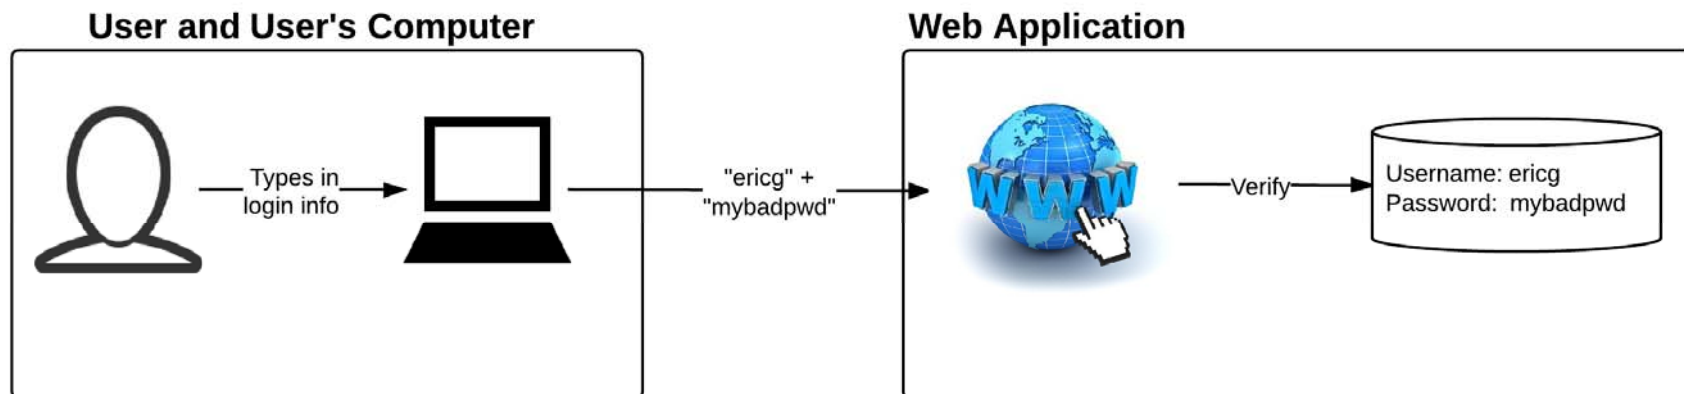 User and User's Computer
Web Application
Types in
login info
"ericg" +
"mybadpwd"
WWW
Verify
Username: ericg
Password: mybadpwd